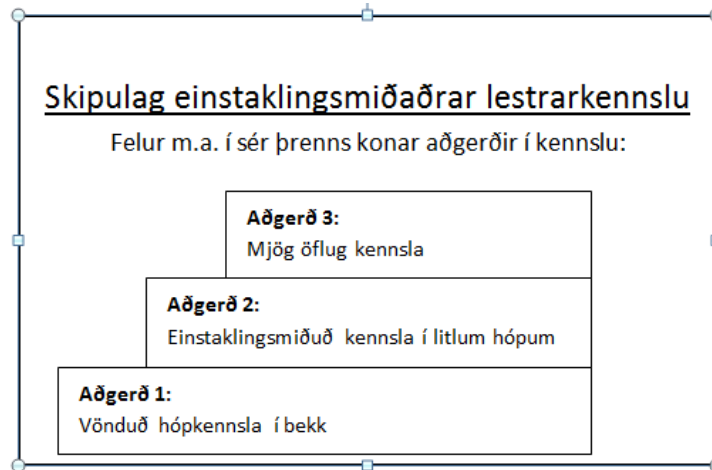 Skipulag einstaklingsmiðaðrar lestrarkennslu
Felur m.a. í sér þrenns konar aðgerðir í kennslu:
Aðgerð 3:
Mjög öflug kennsla
Aðgerð 2:
Einstaklingsmiðuð kennsla í litlum hópum
Aðgerð 1:
Vönduð hópkennsla í bekk